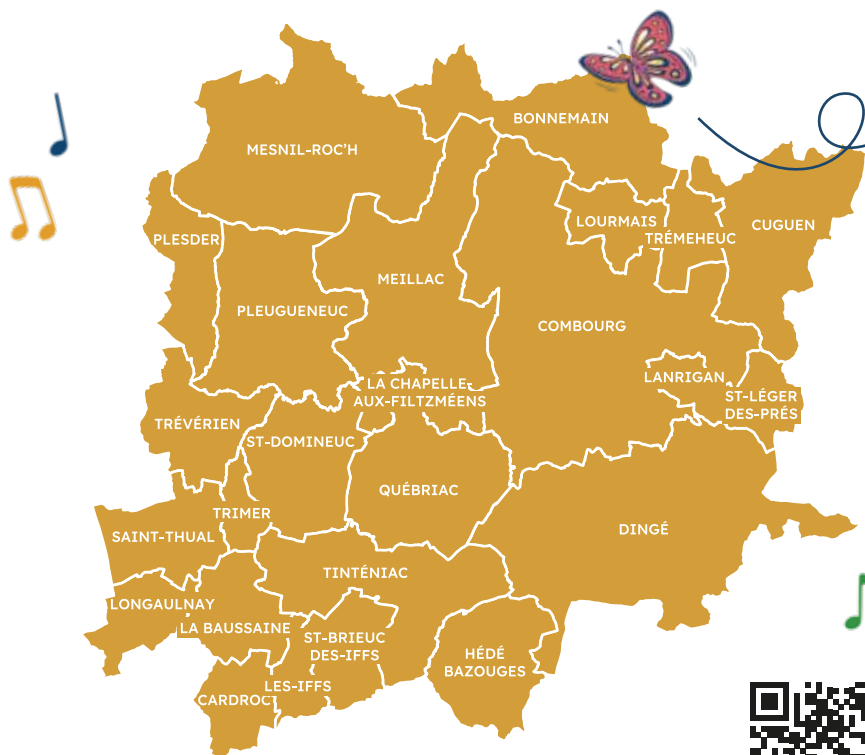 BONNEMAIN
MESNIL-ROC'H
LOURMAIS
CUGUEN
PLESDER
TRÉMEHEUC
MEILLAC
PLEUGUENEUC
COMBOURG
LANRIGAN
LA CHAPELLE
AUX-FILTZMÉENS
ST-LÉGER
DES-PRÉS
TRÉVÉRIEN
ST-DOMINEUC
QUÉBRIAC
TRIMER
DINGÉ
SAINT-THUAL
TINTÉNIAC
LONGAULNAY
LA BAUSSAINE
ST-BRIEUC
DES-IFFS
HÉDÉ
BAZOUGES
LES-IFFS
CARDROC